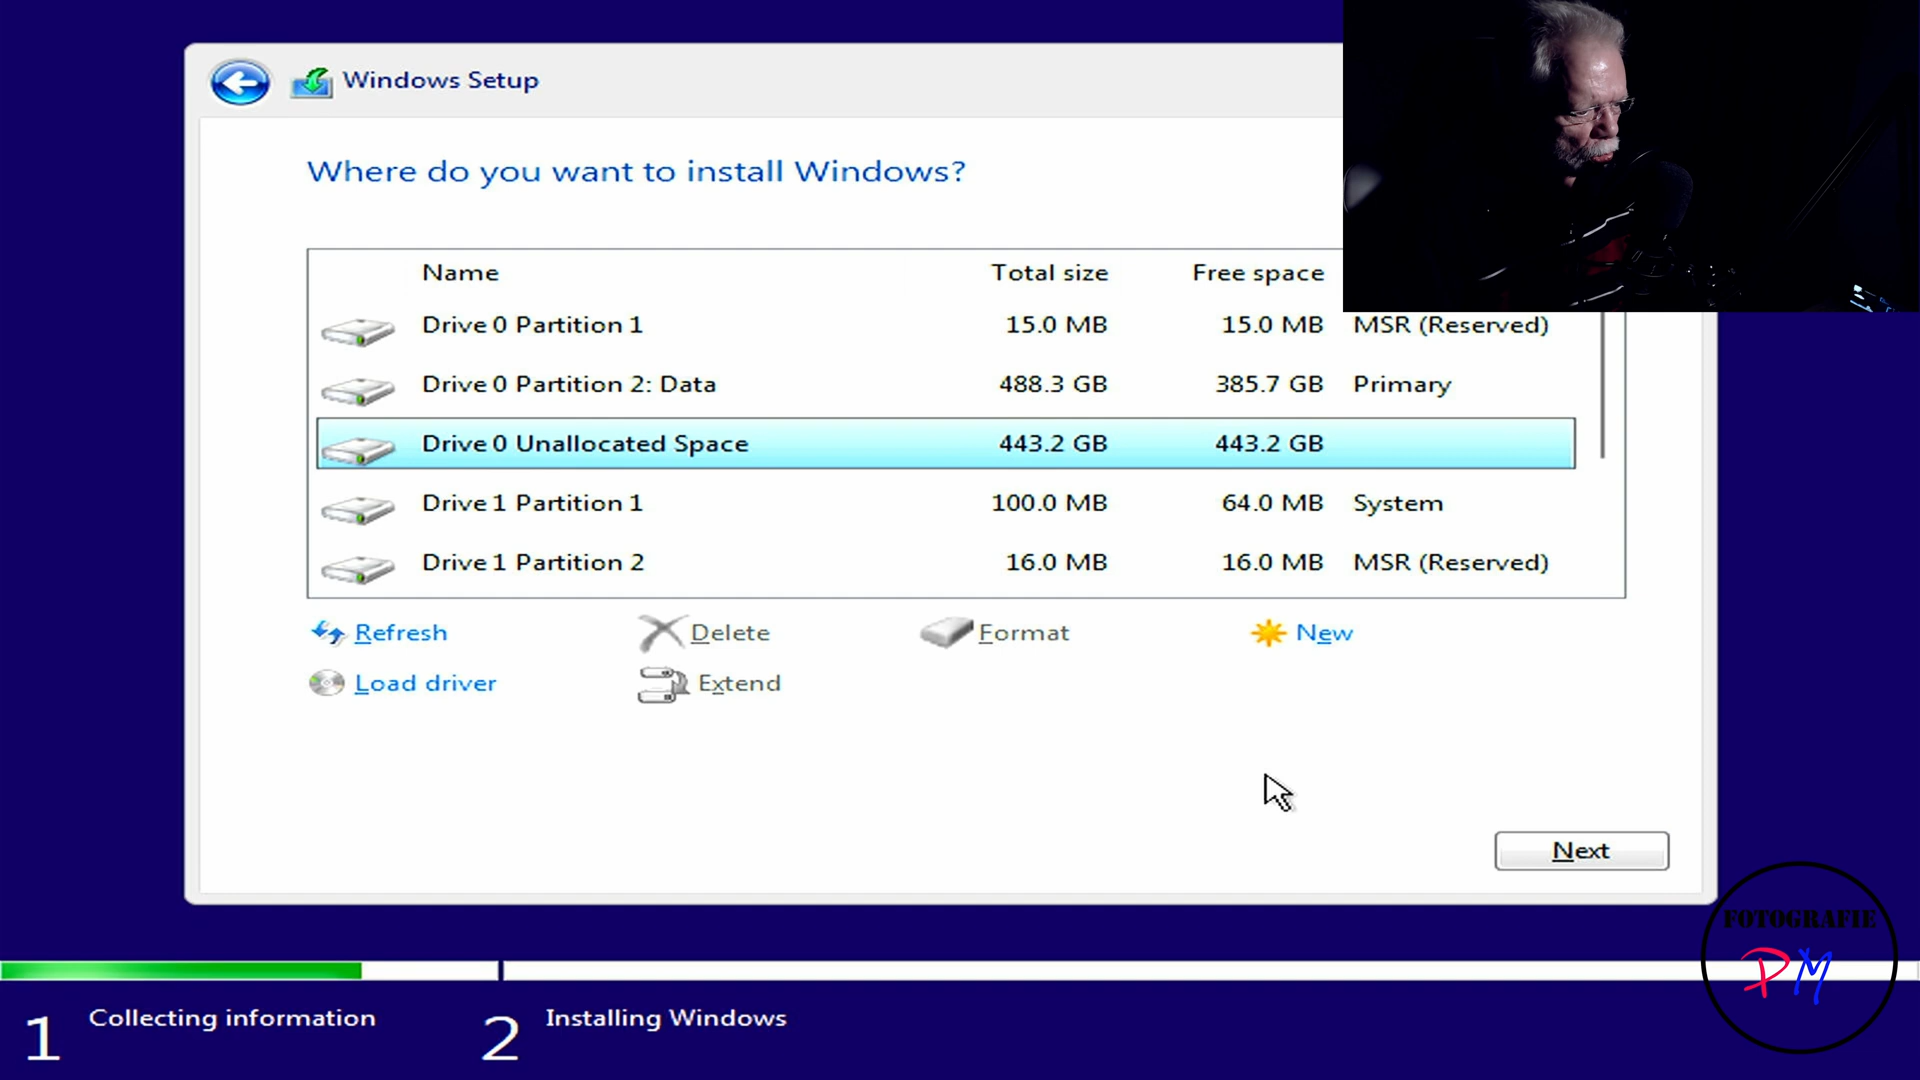 Windows Setup
Where do you want to install Windows?
Name Total size Free space
Drive 0 Partition 1 15.0 MB 15.0 MB MSR (Reserved)
Drive 0 Partition 2: Data 488.3 GB 385.7 GB Primary
Drive 0 Unallocated Space 443.2 GB 443.2 GB
Drive 1 Partition 1 100.0 MB 64.0 MB System
Drive 1 Partition 2 16.0 MB 16.0 MB MSR (Reserved)
Refresh Delete Format New
Load driver Extend
Next
FOTOGRAFIE
PM
1 Collecting information 2 Installing Windows